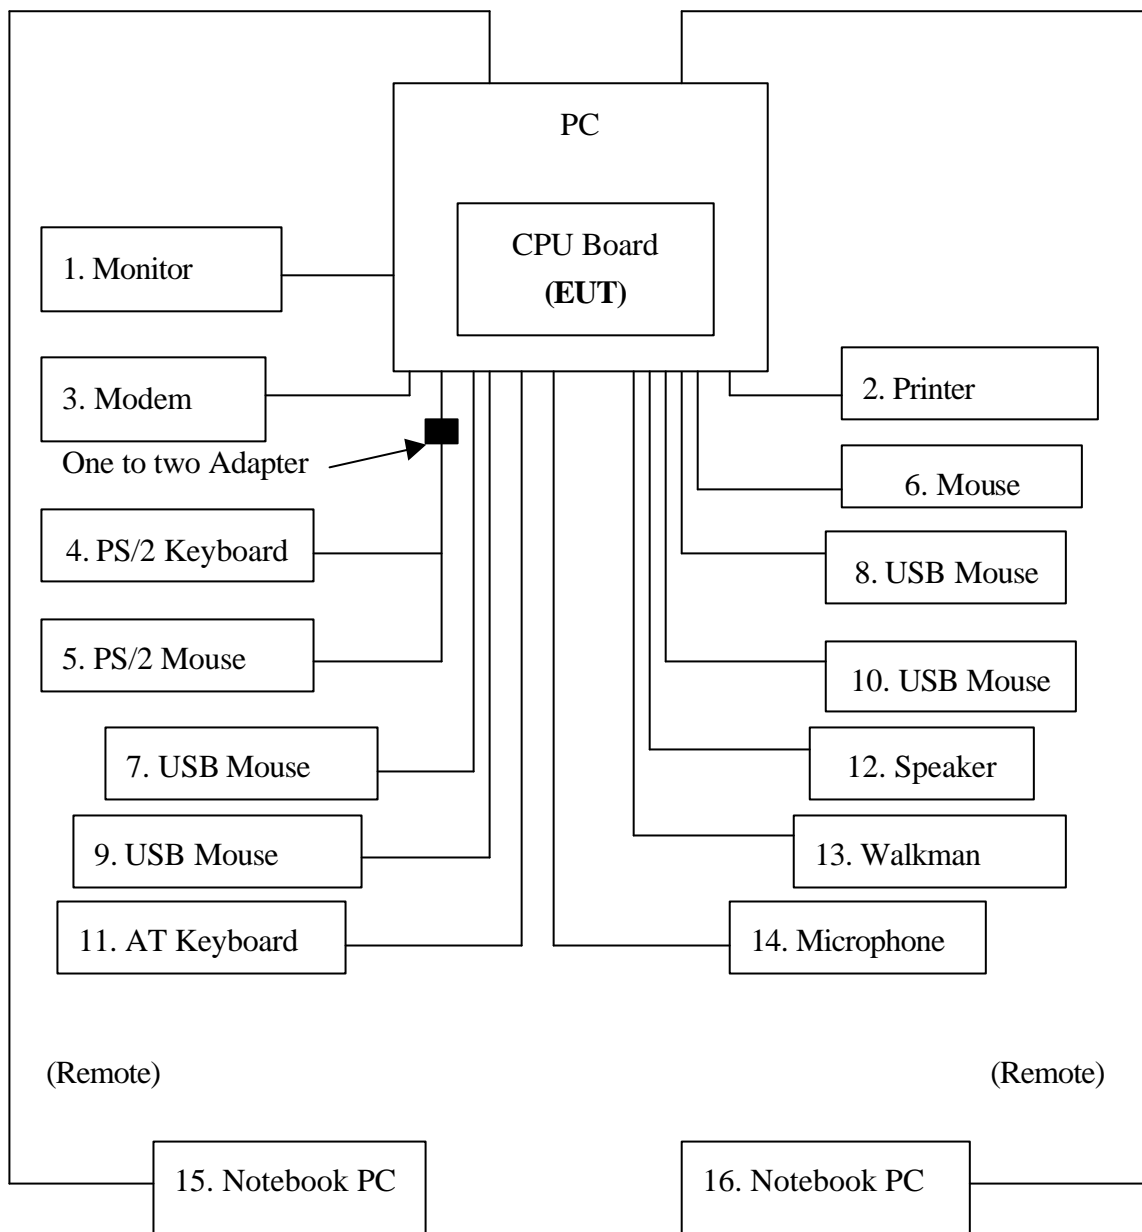 PC
CPU Board
(EUT)
1. Monitor
2. Printer
3. Modem
One to two Adapter
6. Mouse
4. PS/2 Keyboard
8. USB Mouse
5. PS/2 Mouse
10. USB Mouse
7. USB Mouse
12. Speaker
9. USB Mouse
13. Walkman
11. AT Keyboard
14. Microphone
(Remote)
(Remote)
15. Notebook PC
16. Notebook PC